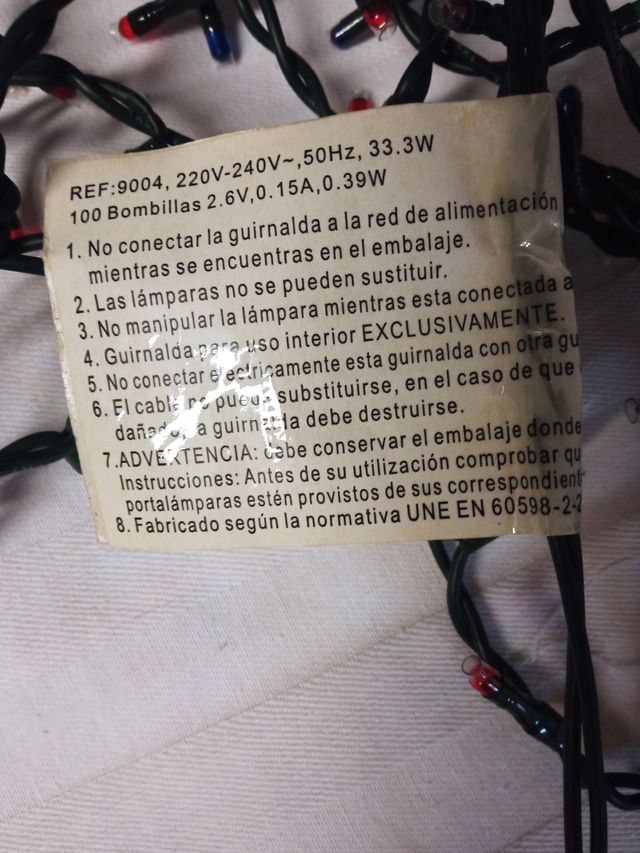 REF:9004, 220V-240V~,50Hz, 33.3W
100 Bombillas 2.6V,0.15A,0.39W
1. No conectar la guirnalda a la red de alimentación
mientras se encuentras en el embalaje.
2. Las lámparas no se pueden sustituir.
3. No manipular la lámpara mientras esta conectada a
4. Guirnalda para uso interior EXCLUSIVAMENTE.
5. No conectar electricamente esta guirnalda con otra gu
6. El cable no puede substituirse, en el caso de que
dañado, la guirnalda debe destruirse.
7.ADVERTENCIA: debe conservar el embalaje donde
Instrucciones: Antes de su utilización comprobar qu
portalámparas estén provistos de sus correspondient
8. Fabricado según la normativa UNE EN 60598-2-2